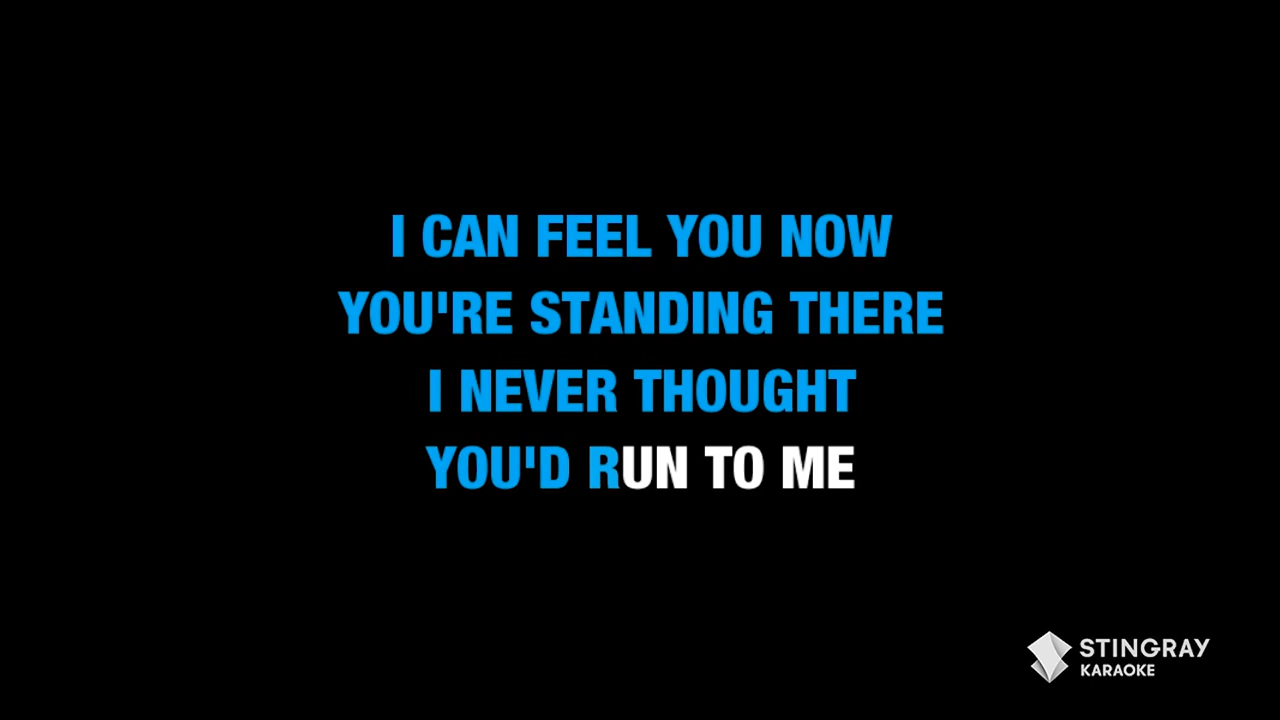 I CAN FEEL YOU NOW
YOU'RE STANDING THERE
I NEVER THOUGHT
YOU'D RUN TO ME
STINGRAY
KARAOKE